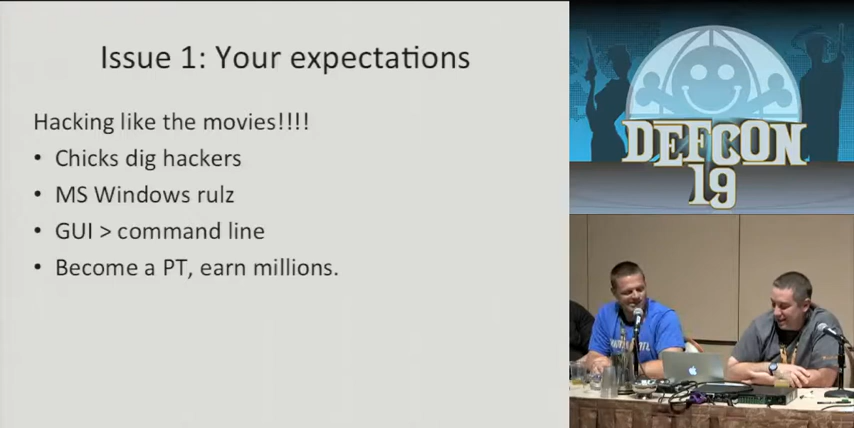 Issue 1: Your expectations
Hacking like the movies!!!!
• Chicks dig hackers
• MS Windows rulz
• GUI > command line
• Become a PT, earn millions.
DEFCON
19